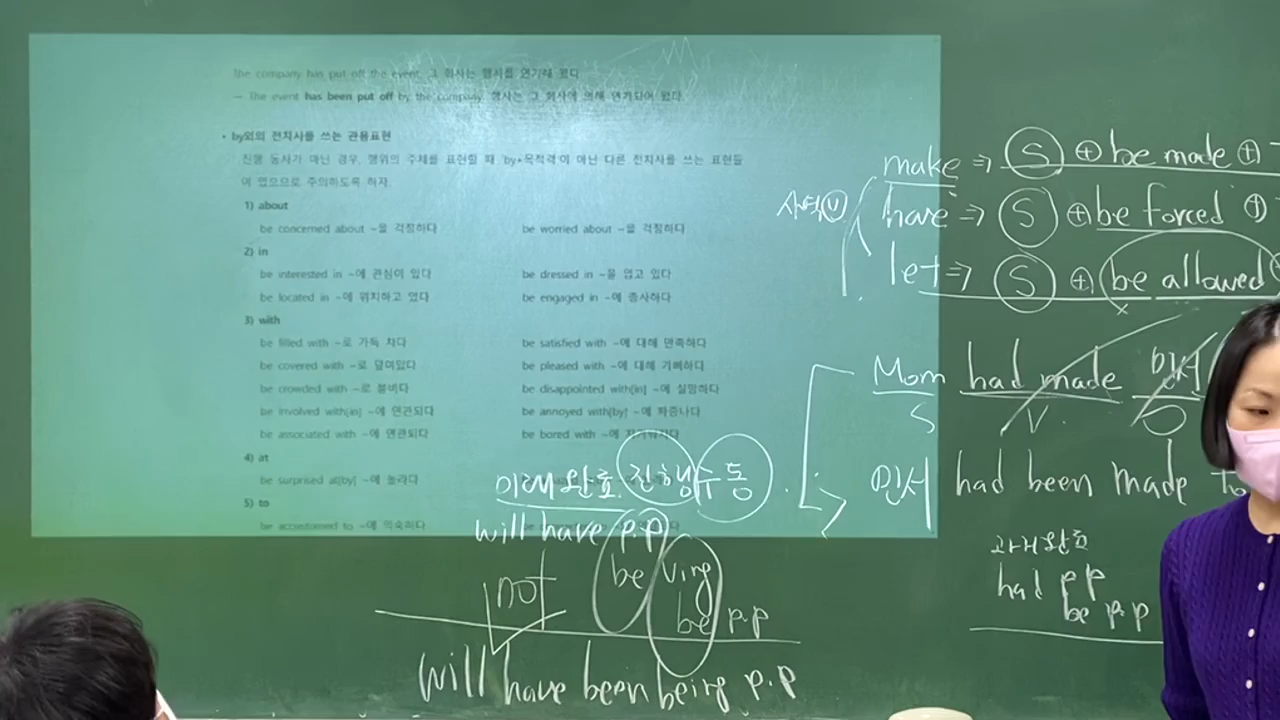 The company has put off the event. 그 회사는 행사를 연기해 왔다.
→ The event has been put off by the company. 행사는 그 회사에 의해 연기되어 왔다.
• by외의 전치사를 쓰는 관용표현
진행 동사가 아닌 경우, 행위의 주체를 표현할 때 'by+목적격'이 아닌 다른 전치사를 쓰는 표현들
이 있으므로 주의하도록 하자.
1) about
be concerned about ~을 걱정하다 be worried about ~을 걱정하다
2) in
be interested in ~에 관심이 있다 be dressed in ~을 입고 있다
be located in ~에 위치하고 있다 be engaged in ~에 종사하다
3) with
be filled with ~로 가득 차다 be satisfied with ~에 대해 만족하다
be covered with ~로 덮여있다 be pleased with ~에 대해 기뻐하다
be crowded with ~로 붐비다 be disappointed with[in] ~에 실망하다
be involved with[in] ~에 연관되다 be annoyed with[by] ~에 짜증나다
be associated with ~에 연관되다 be bored with ~에
4) at
be surprised at[by] ~에 놀라다
5) to
be accustomed to ~에 익숙하다
미래완료 진행 수동
will have p.p
be ving
be p.p
not
will have been being p.p
사역Ⓥ
make => S + be made +
have => S + be forced +
let => S + be allowed
Mom had made 민서
S V O
민서 had been made to
과거완료
had p.p
be p.p